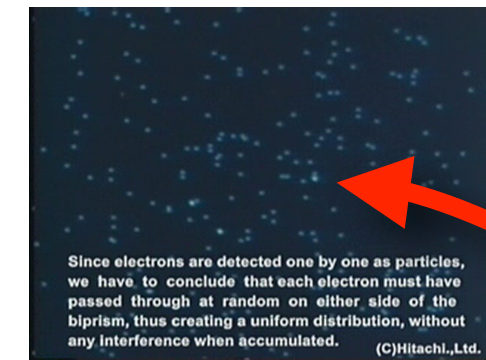 Since electrons are detected one by one as particles,
we have to conclude that each electron must have
passed through at random on either side of the
biprism, thus creating a uniform distribution, without
any interference when accumulated.
(C)Hitachi.,Ltd.